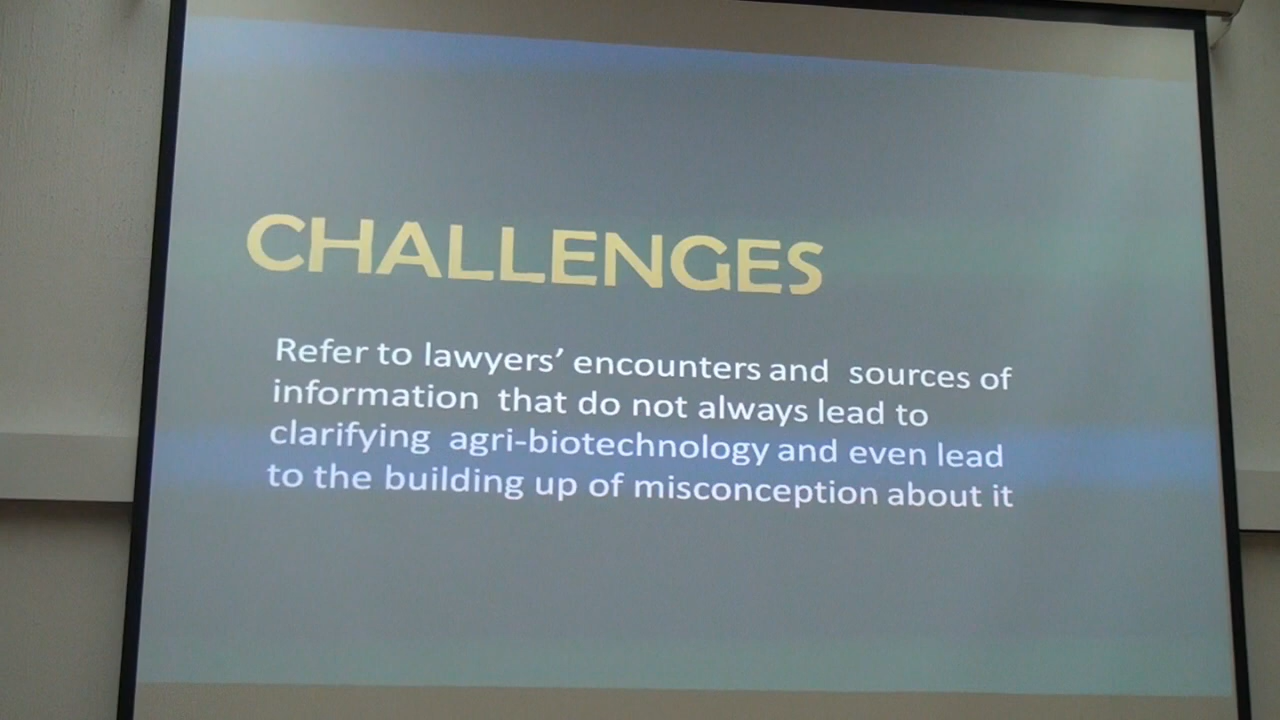 CHALLENGES
Refer to lawyers’ encounters and sources of
information that do not always lead to
clarifying agri-biotechnology and even lead
to the building up of misconception about it